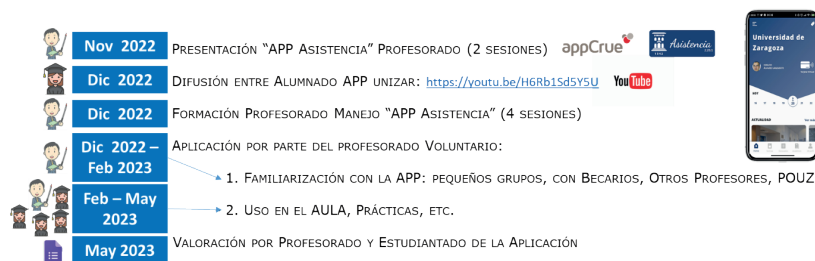 Nov 2022 PRESENTACIÓN “APP ASISTENCIA” PROFESORADO (2 SESIONES) appCrue Asistencia
Dic 2022 DIFUSIÓN ENTRE ALUMNADO APP UNIZAR: https://youtu.be/H6Rb1Sd5Y5U YouTube
Dic 2022 FORMACIÓN PROFESORADO MANEJO “APP ASISTENCIA” (4 SESIONES)
Dic 2022 – Feb 2023 APLICACIÓN POR PARTE DEL PROFESORADO VOLUNTARIO:
1. FAMILIARIZACIÓN CON LA APP: PEQUEÑOS GRUPOS, CON BECARIOS, OTROS PROFESORES, POUZ
Feb – May 2023
2. USO EN EL AULA, PRÁCTICAS, ETC.
May 2023 VALORACIÓN POR PROFESORADO Y ESTUDIANTADO DE LA APLICACIÓN
Universidad de
Zaragoza
ACTUALIDAD